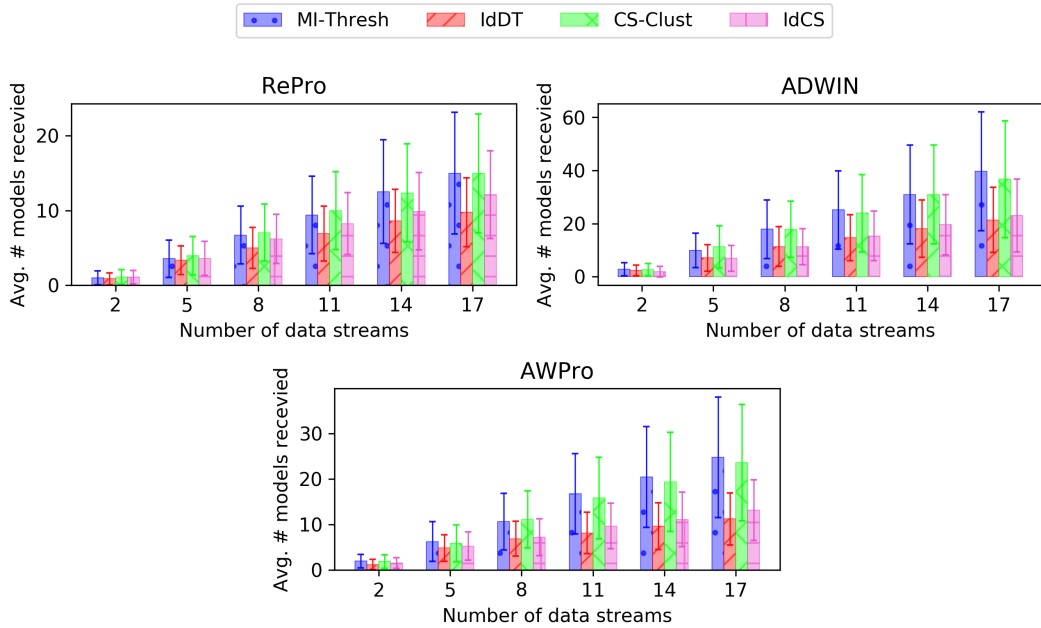 MI-Thresh IdDT CS-Clust IdCS
RePro
Avg. # models recevied
20
10
0
2 5 8 11 14 17
Number of data streams
ADWIN
Avg. # models recevied
60
40
20
0
2 5 8 11 14 17
Number of data streams
AWPro
Avg. # models recevied
30
20
10
0
2 5 8 11 14 17
Number of data streams